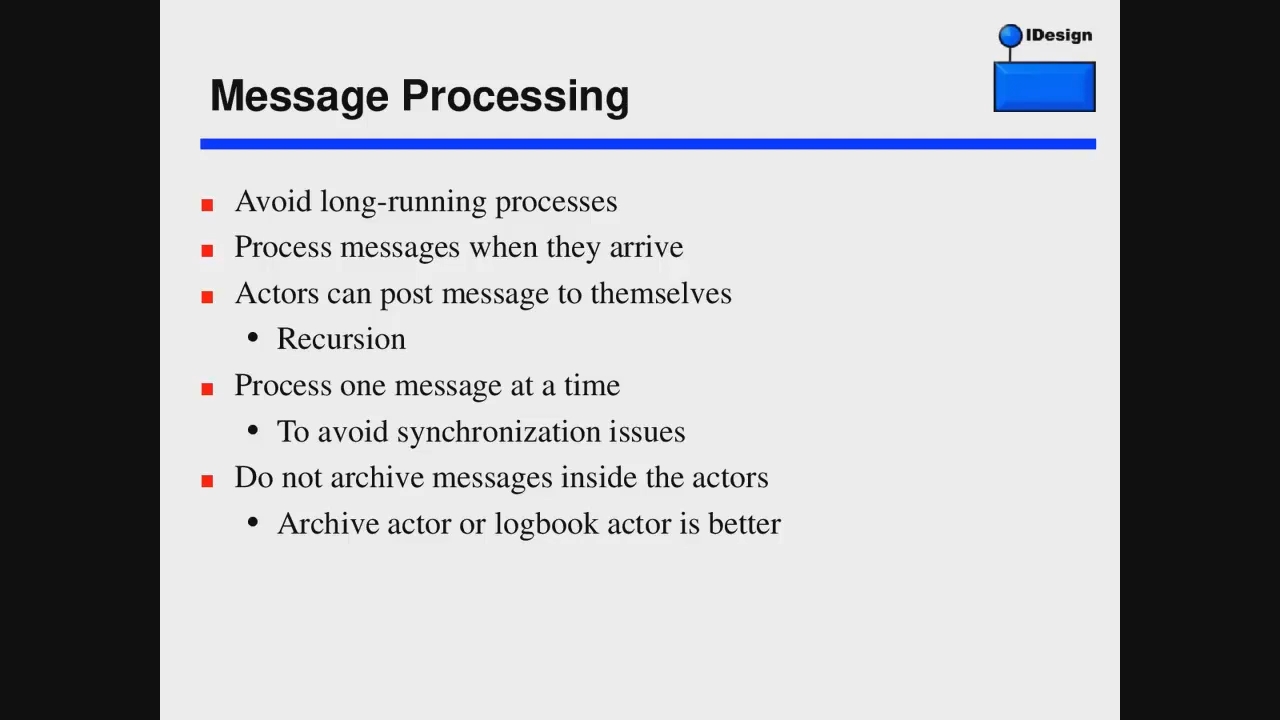 IDesign
Message Processing
Avoid long-running processes
Process messages when they arrive
Actors can post message to themselves
Recursion
Process one message at a time
To avoid synchronization issues
Do not archive messages inside the actors
Archive actor or logbook actor is better